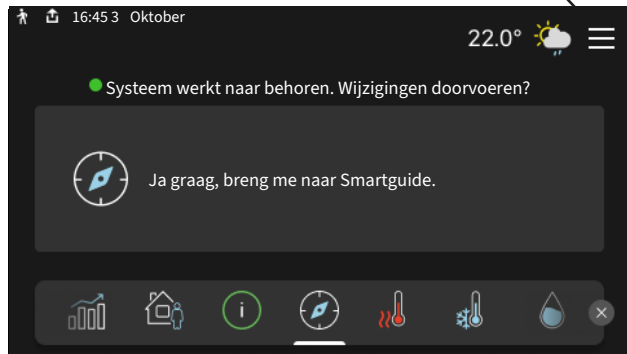 16:45 3 Oktober
22.0°
Systeem werkt naar behoren. Wijzigingen doorvoeren?
Ja graag, breng me naar Smartguide.
i